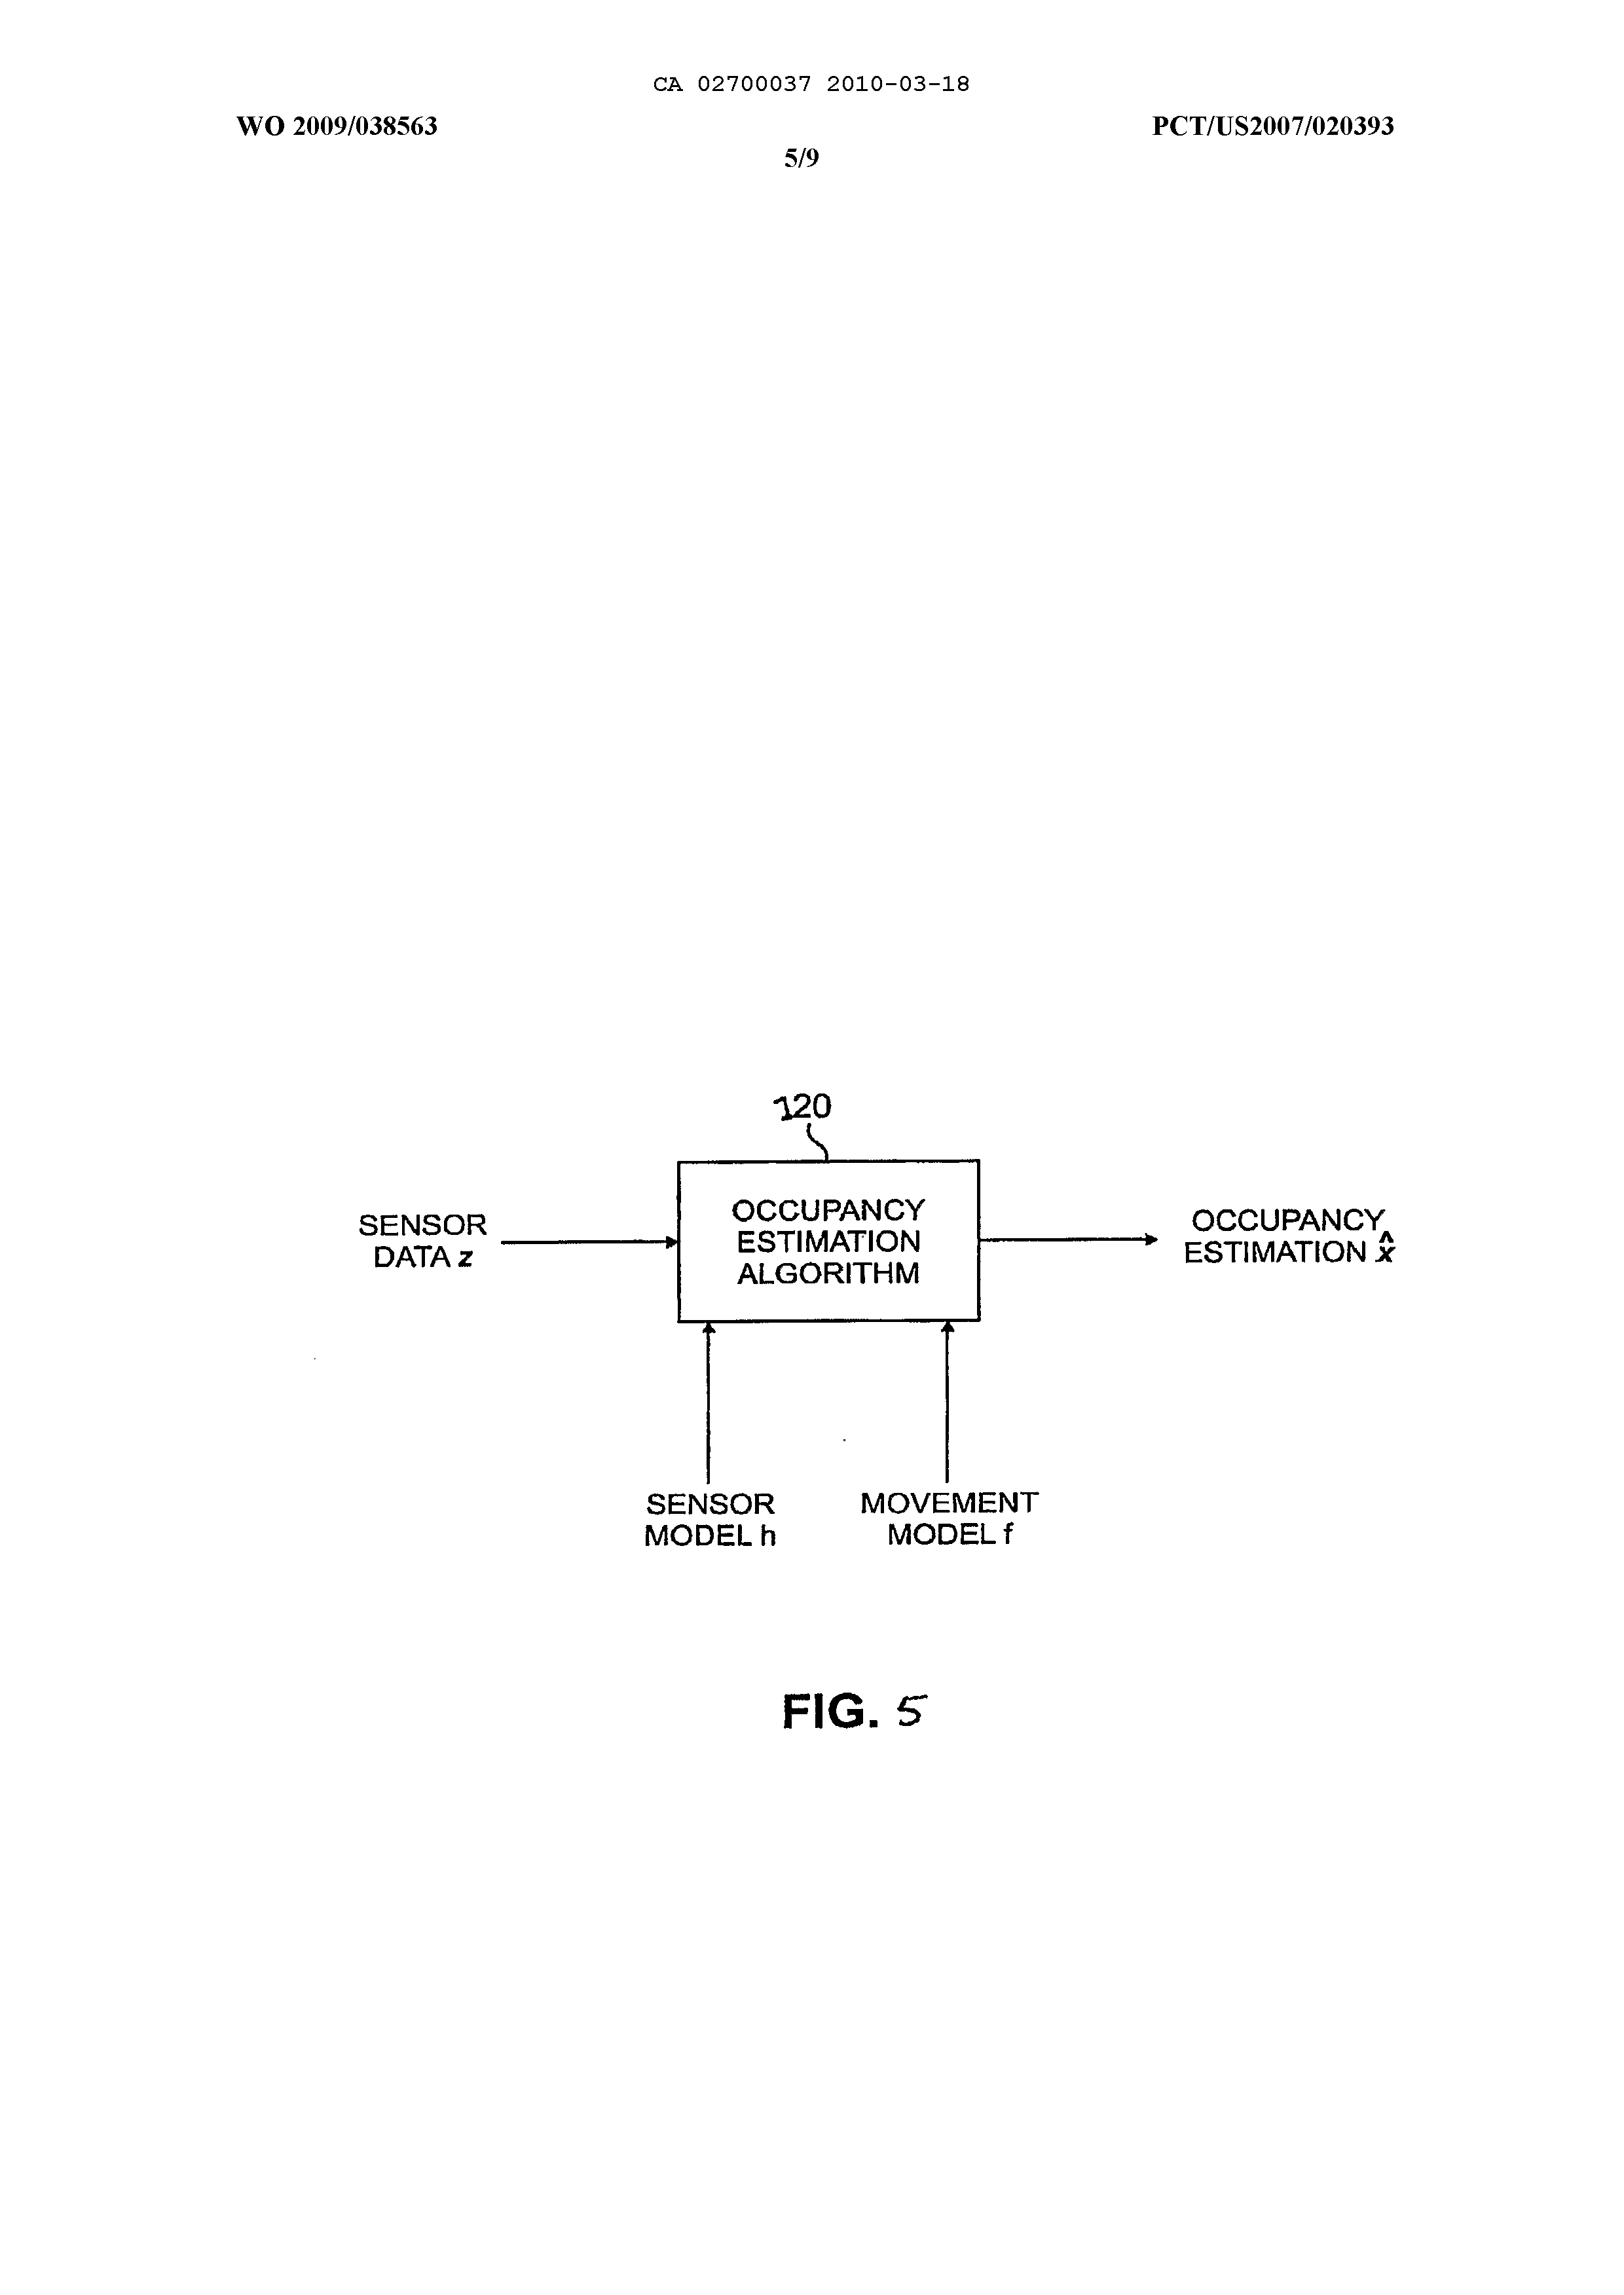 CA 02700037 2010-03-18
WO 2009/038563
PCT/US2007/020393
5/9
120
OCCUPANCY
ESTIMATION
ALGORITHM
SENSOR
DATA z
OCCUPANCY
ESTIMATION x̂
SENSOR
MODEL h
MOVEMENT
MODEL f
FIG. 5